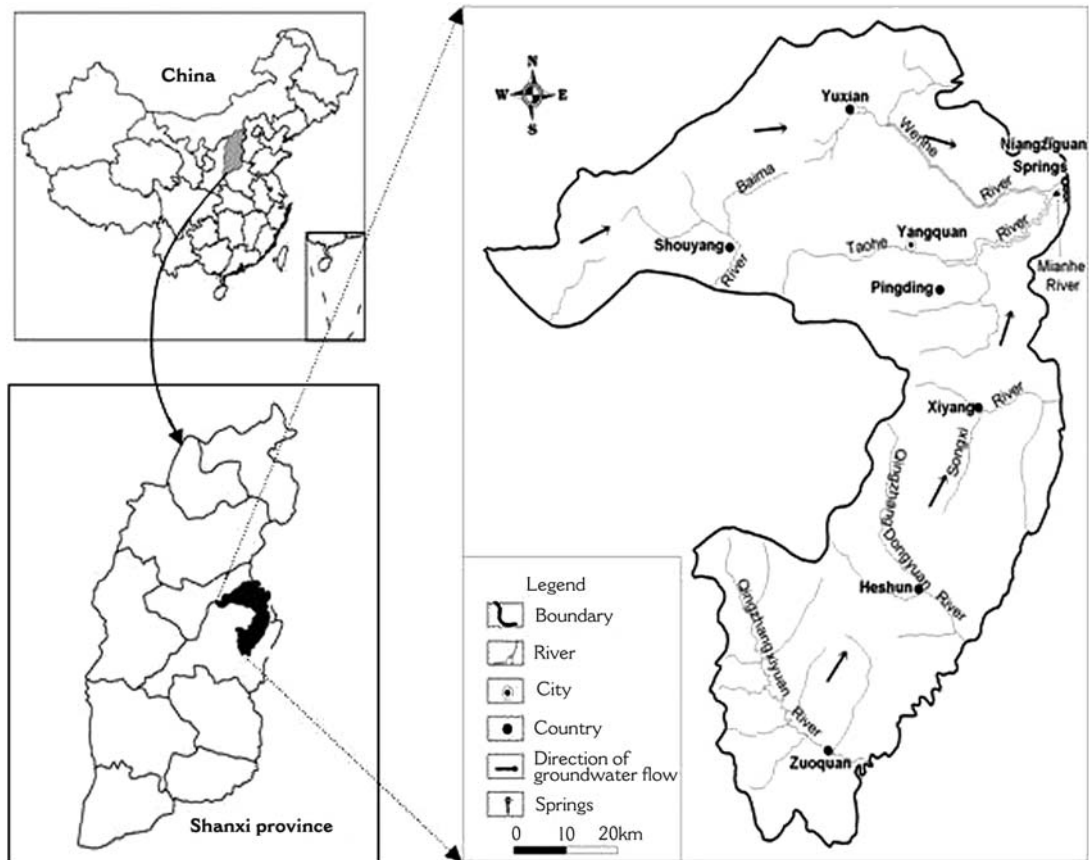 China
N
W E
S
Yuxian
Wenhe
River
Niangziguan
Springs
Baima
River
Shouyang
Taohe
River
Yangquan
Mianhe
River
Pingding
Xiyang
Songxi
River
Qingzhang
Dongyuan
River
Heshun
Qingzhangxiyuan
River
Zuoquan
Legend
Boundary
River
City
Country
Direction of
groundwater flow
Springs
0 10 20km
Shanxi province